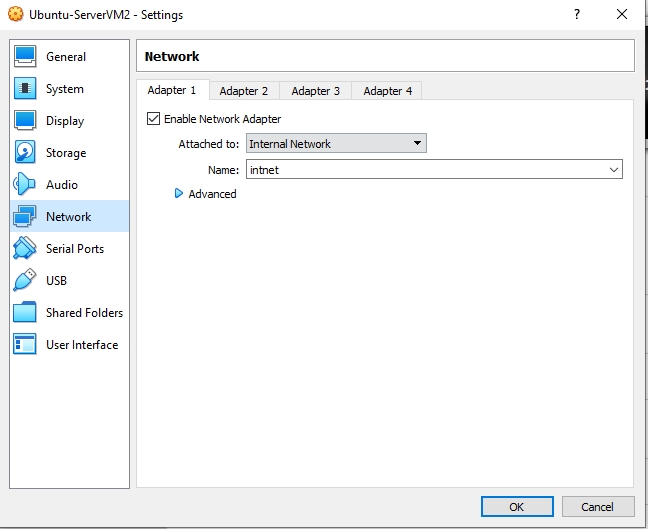 Ubuntu-ServerVM2 - Settings
?
General
System
Display
Storage
Audio
Network
Serial Ports
USB
Shared Folders
User Interface
Network
Adapter 1 Adapter 2 Adapter 3 Adapter 4
Enable Network Adapter
Attached to: Internal Network
Name: intnet
Advanced
OK Cancel